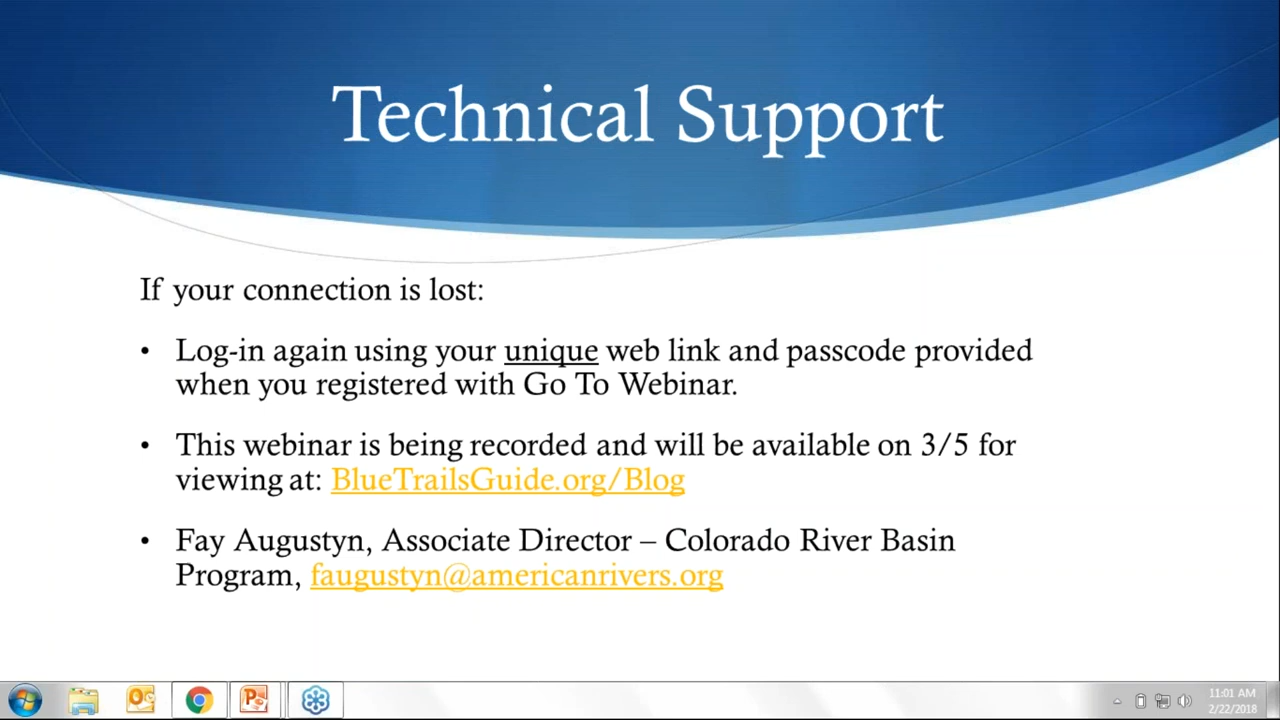 Technical Support
If your connection is lost:
• Log-in again using your unique web link and passcode provided
when you registered with Go To Webinar.
• This webinar is being recorded and will be available on 3/5 for
viewing at: BlueTrailsGuide.org/Blog
• Fay Augustyn, Associate Director – Colorado River Basin
Program, faugustyn@americanrivers.org
11:01 AM
2/22/2018